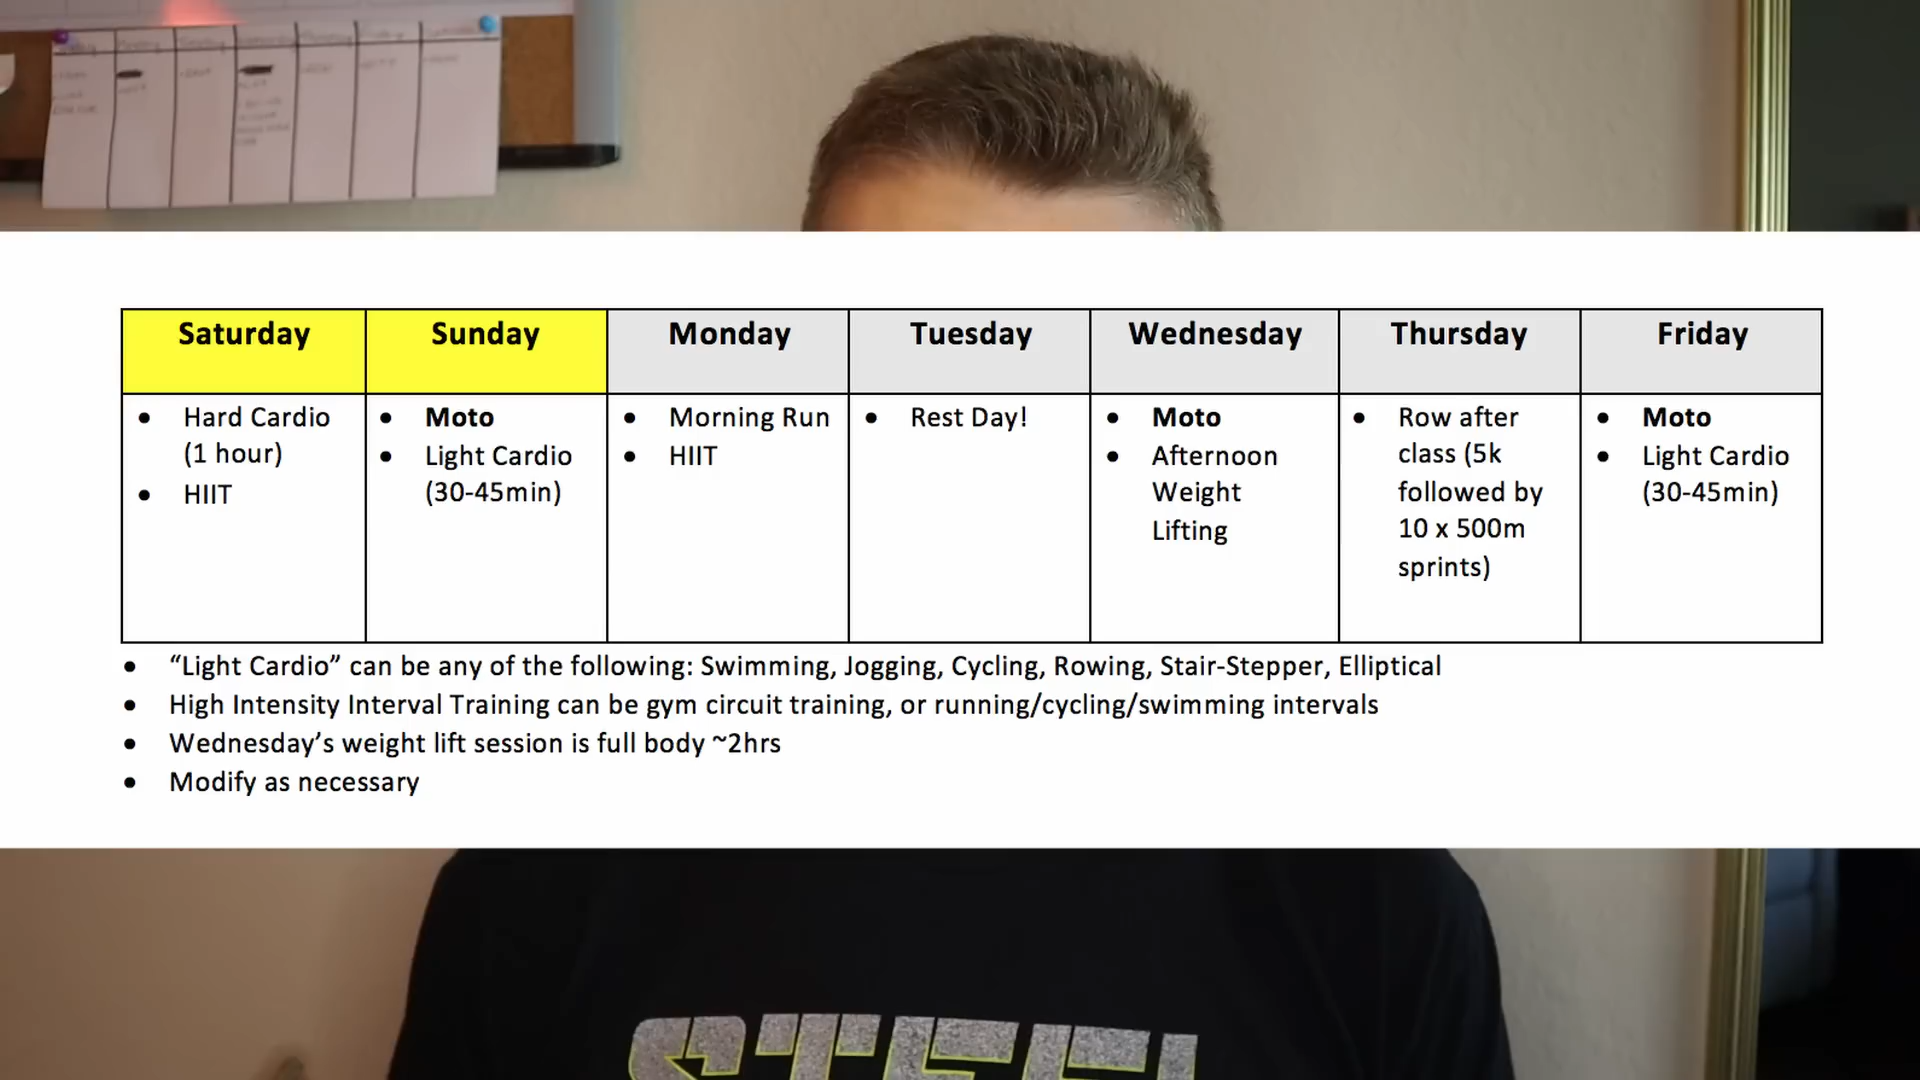 Saturday
Sunday
Monday
Tuesday
Wednesday
Thursday
Friday
• Hard Cardio
(1 hour)
• HIIT
• Moto
• Light Cardio
(30-45min)
• Morning Run
• HIIT
• Rest Day!
• Moto
• Afternoon
Weight
Lifting
• Row after
class (5k
followed by
10 x 500m
sprints)
• Moto
• Light Cardio
(30-45min)
• “Light Cardio” can be any of the following: Swimming, Jogging, Cycling, Rowing, Stair-Stepper, Elliptical
• High Intensity Interval Training can be gym circuit training, or running/cycling/swimming intervals
• Wednesday’s weight lift session is full body ~2hrs
• Modify as necessary
STEEL